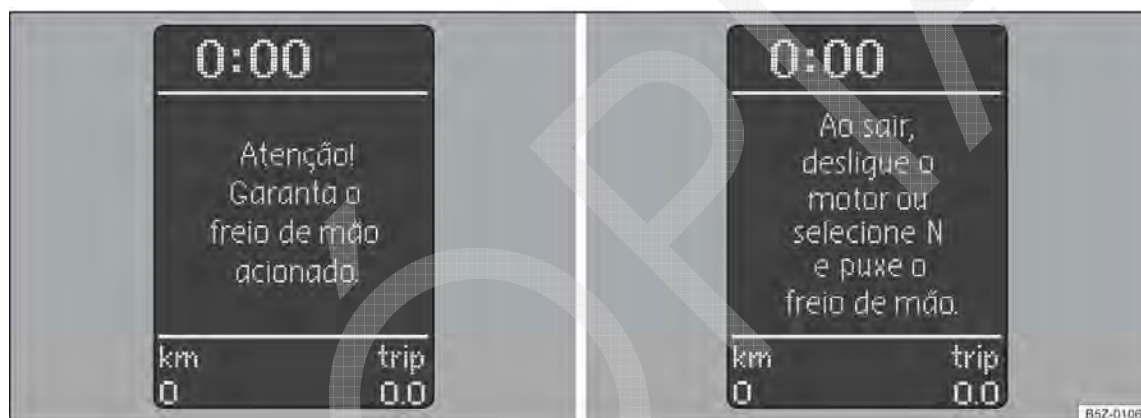 0:00
Atenção!
Garanta o
freio de mão
acionado.
km trip
0 0.0
0:00
Ao sair,
desligue o
motor ou
selecione N
e puxe o
freio de mão.
km trip
0 0.0
B5Z-0106
CÓPIA